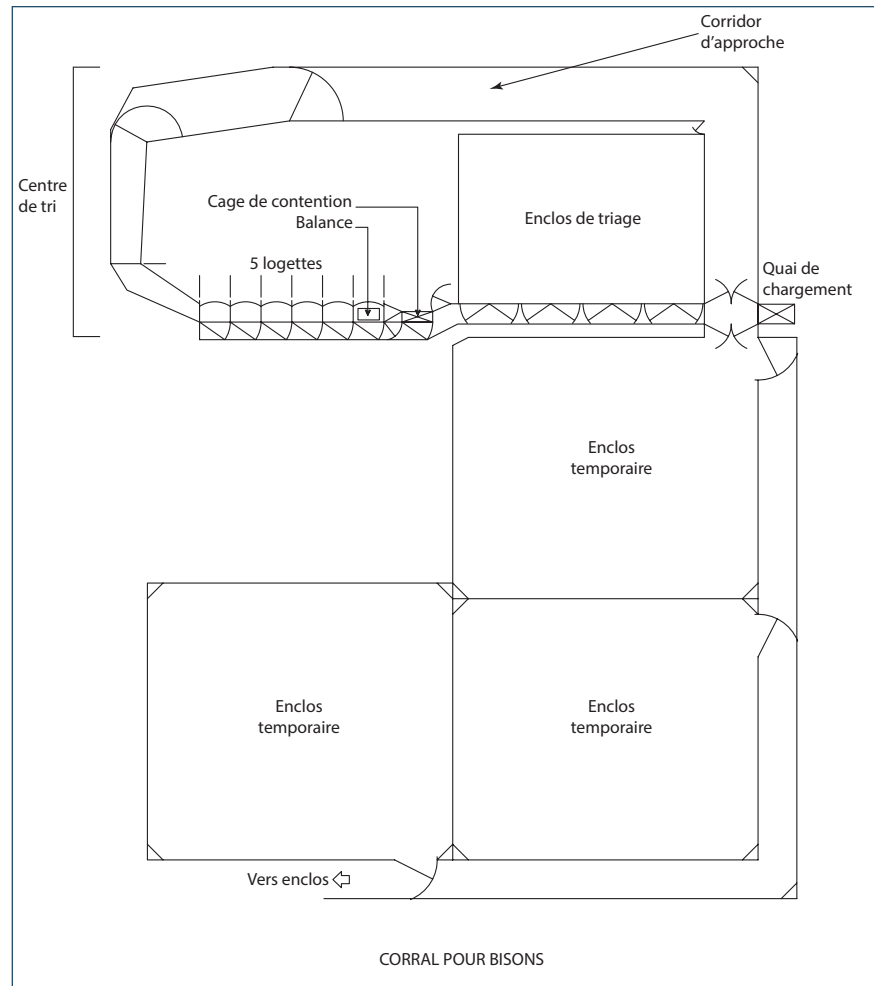 Corridor
d'approche
Centre
de tri
Cage de contention
Balance
Enclos de triage
5 logettes
Quai de
chargement
Enclos
temporaire
Enclos
temporaire
Enclos
temporaire
Vers enclos
CORRAL POUR BISONS